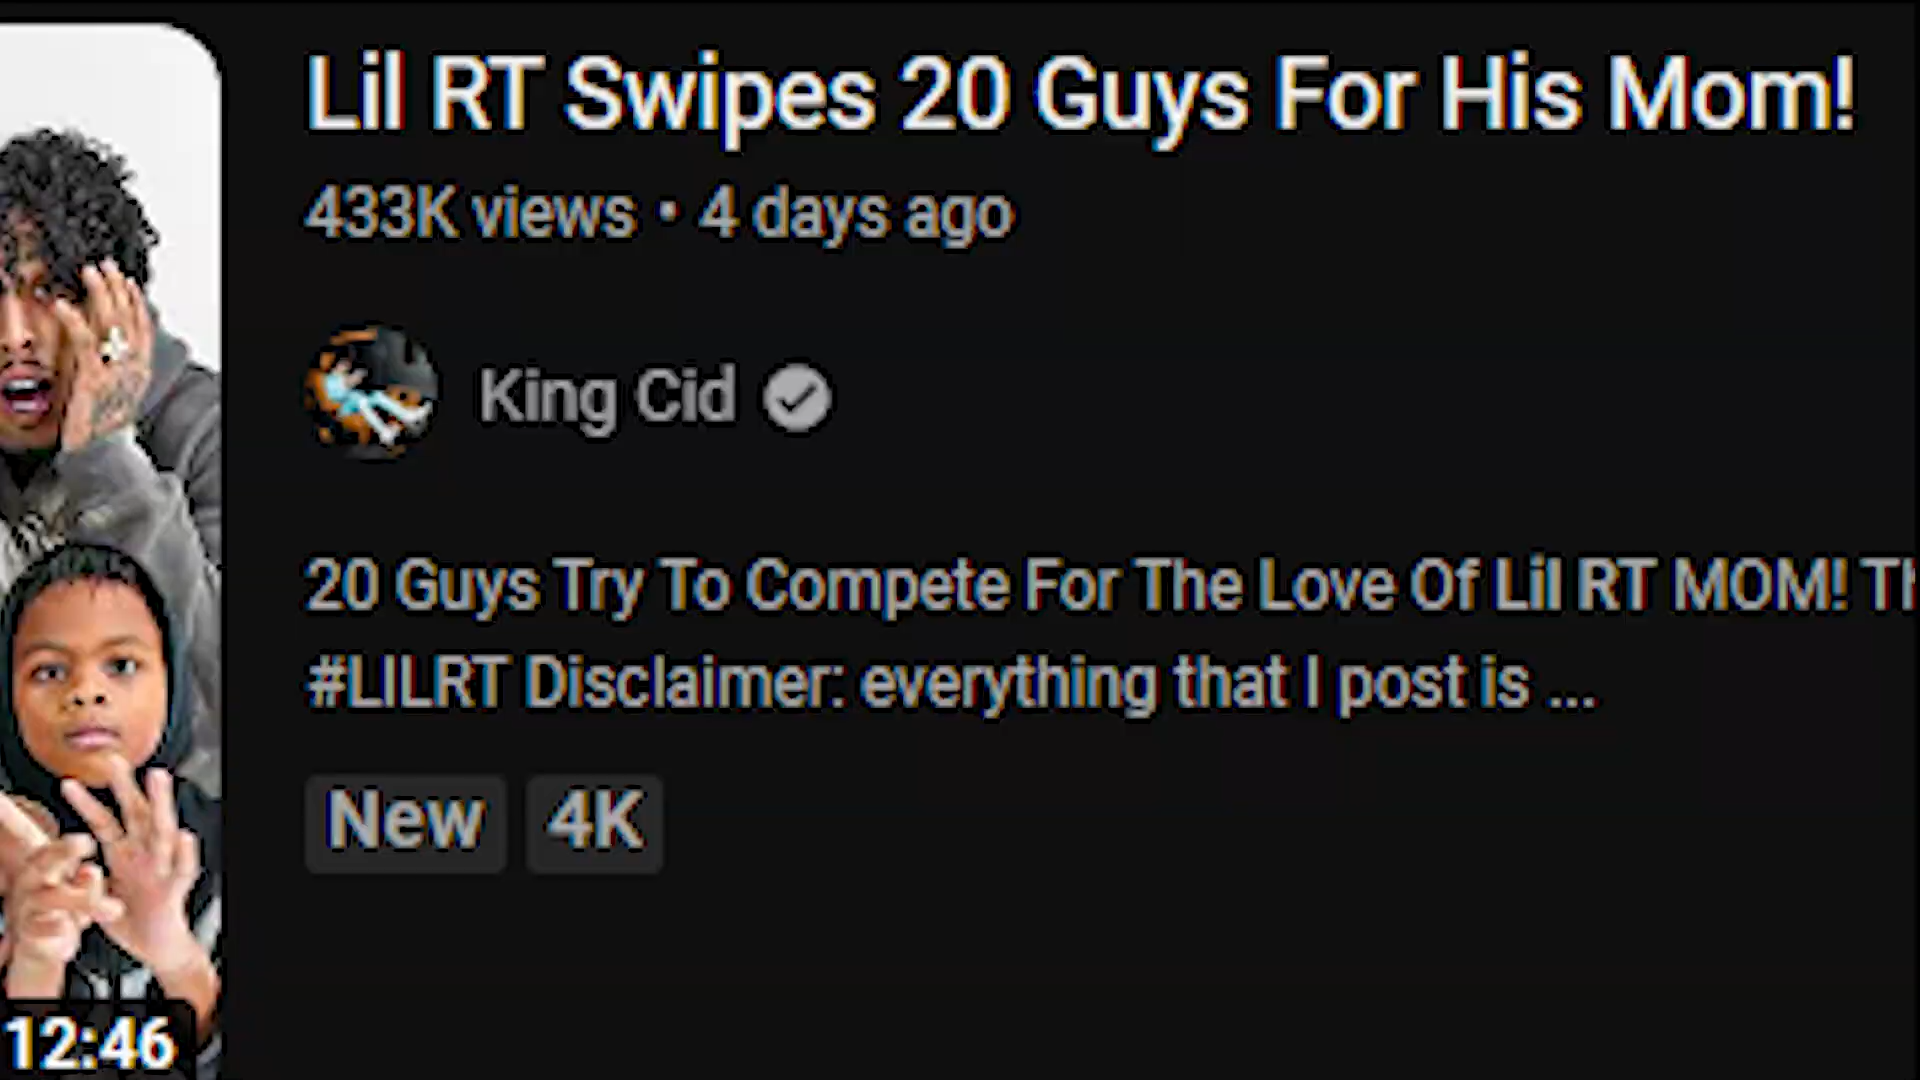 Lil RT Swipes 20 Guys For His Mom!
433K views • 4 days ago
King Cid
20 Guys Try To Compete For The Love Of Lil RT MOM!
#LILRT Disclaimer: everything that I post is ...
New 4K
12:46